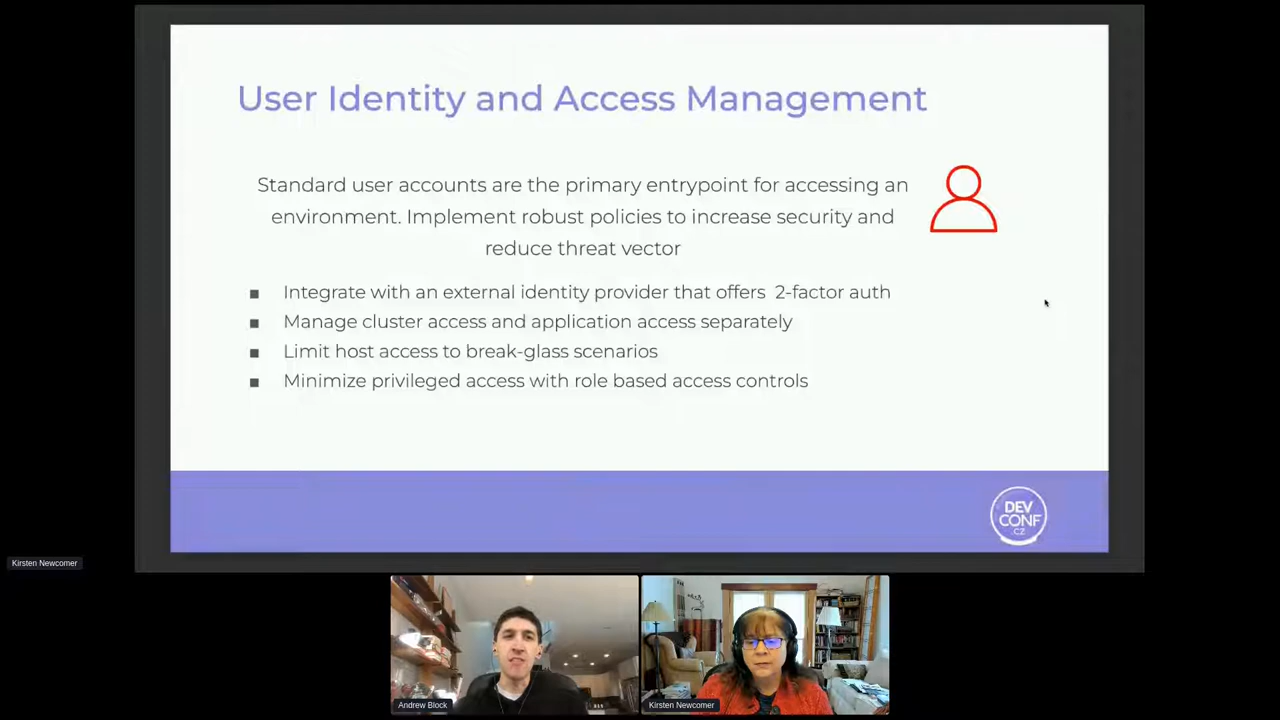 User Identity and Access Management
Standard user accounts are the primary entrypoint for accessing an
environment. Implement robust policies to increase security and
reduce threat vector
■ Integrate with an external identity provider that offers 2-factor auth
■ Manage cluster access and application access separately
■ Limit host access to break-glass scenarios
■ Minimize privileged access with role based access controls
DEV
CONF
.CZ
Kirsten Newcomer
Andrew Block
Kirsten Newcomer